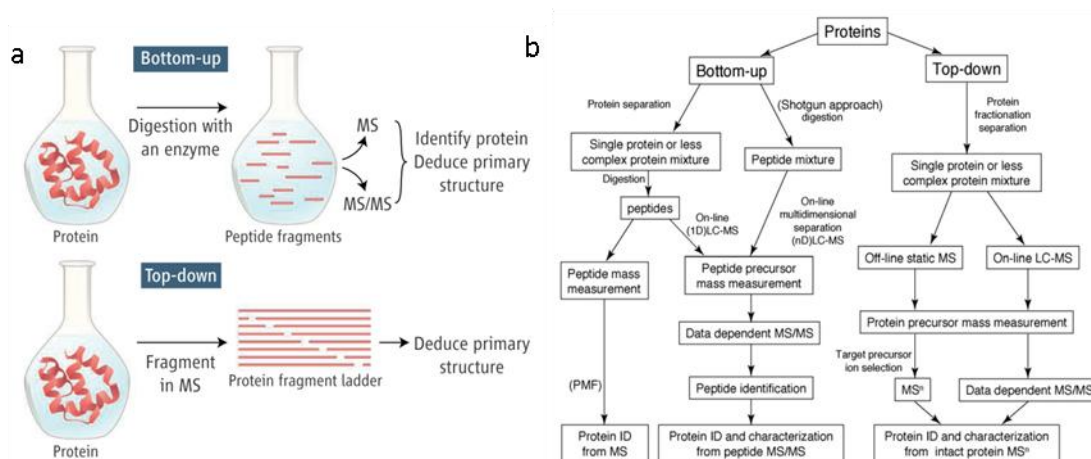 a
Bottom-up
Digestion with
an enzyme
MS
MS/MS
Identify protein
Deduce primary
structure
Protein
Peptide fragments
Top-down
Fragment
in MS
Protein fragment ladder
Deduce primary
structure
Protein
b
Proteins
Bottom-up
Top-down
Protein separation
(Shotgun approach)
digestion
Protein
fractionation
separation
Single protein or less
complex protein mixture
Peptide mixture
Single protein or less
complex protein mixture
Digestion
peptides
On-line
(1D)LC-MS
On-line
multidimensional
separation
(nD)LC-MS
Off-line static MS
On-line LC-MS
Peptide mass
measurement
Peptide precursor
mass measurement
Protein precursor mass measurement
Data dependent MS/MS
Target precursor
ion selection
(PMF)
Peptide identification
MSⁿ
Data dependent MS/MS
Protein ID
from MS
Protein ID and characterization
from peptide MS/MS
Protein ID and characterization
from intact protein MSⁿ